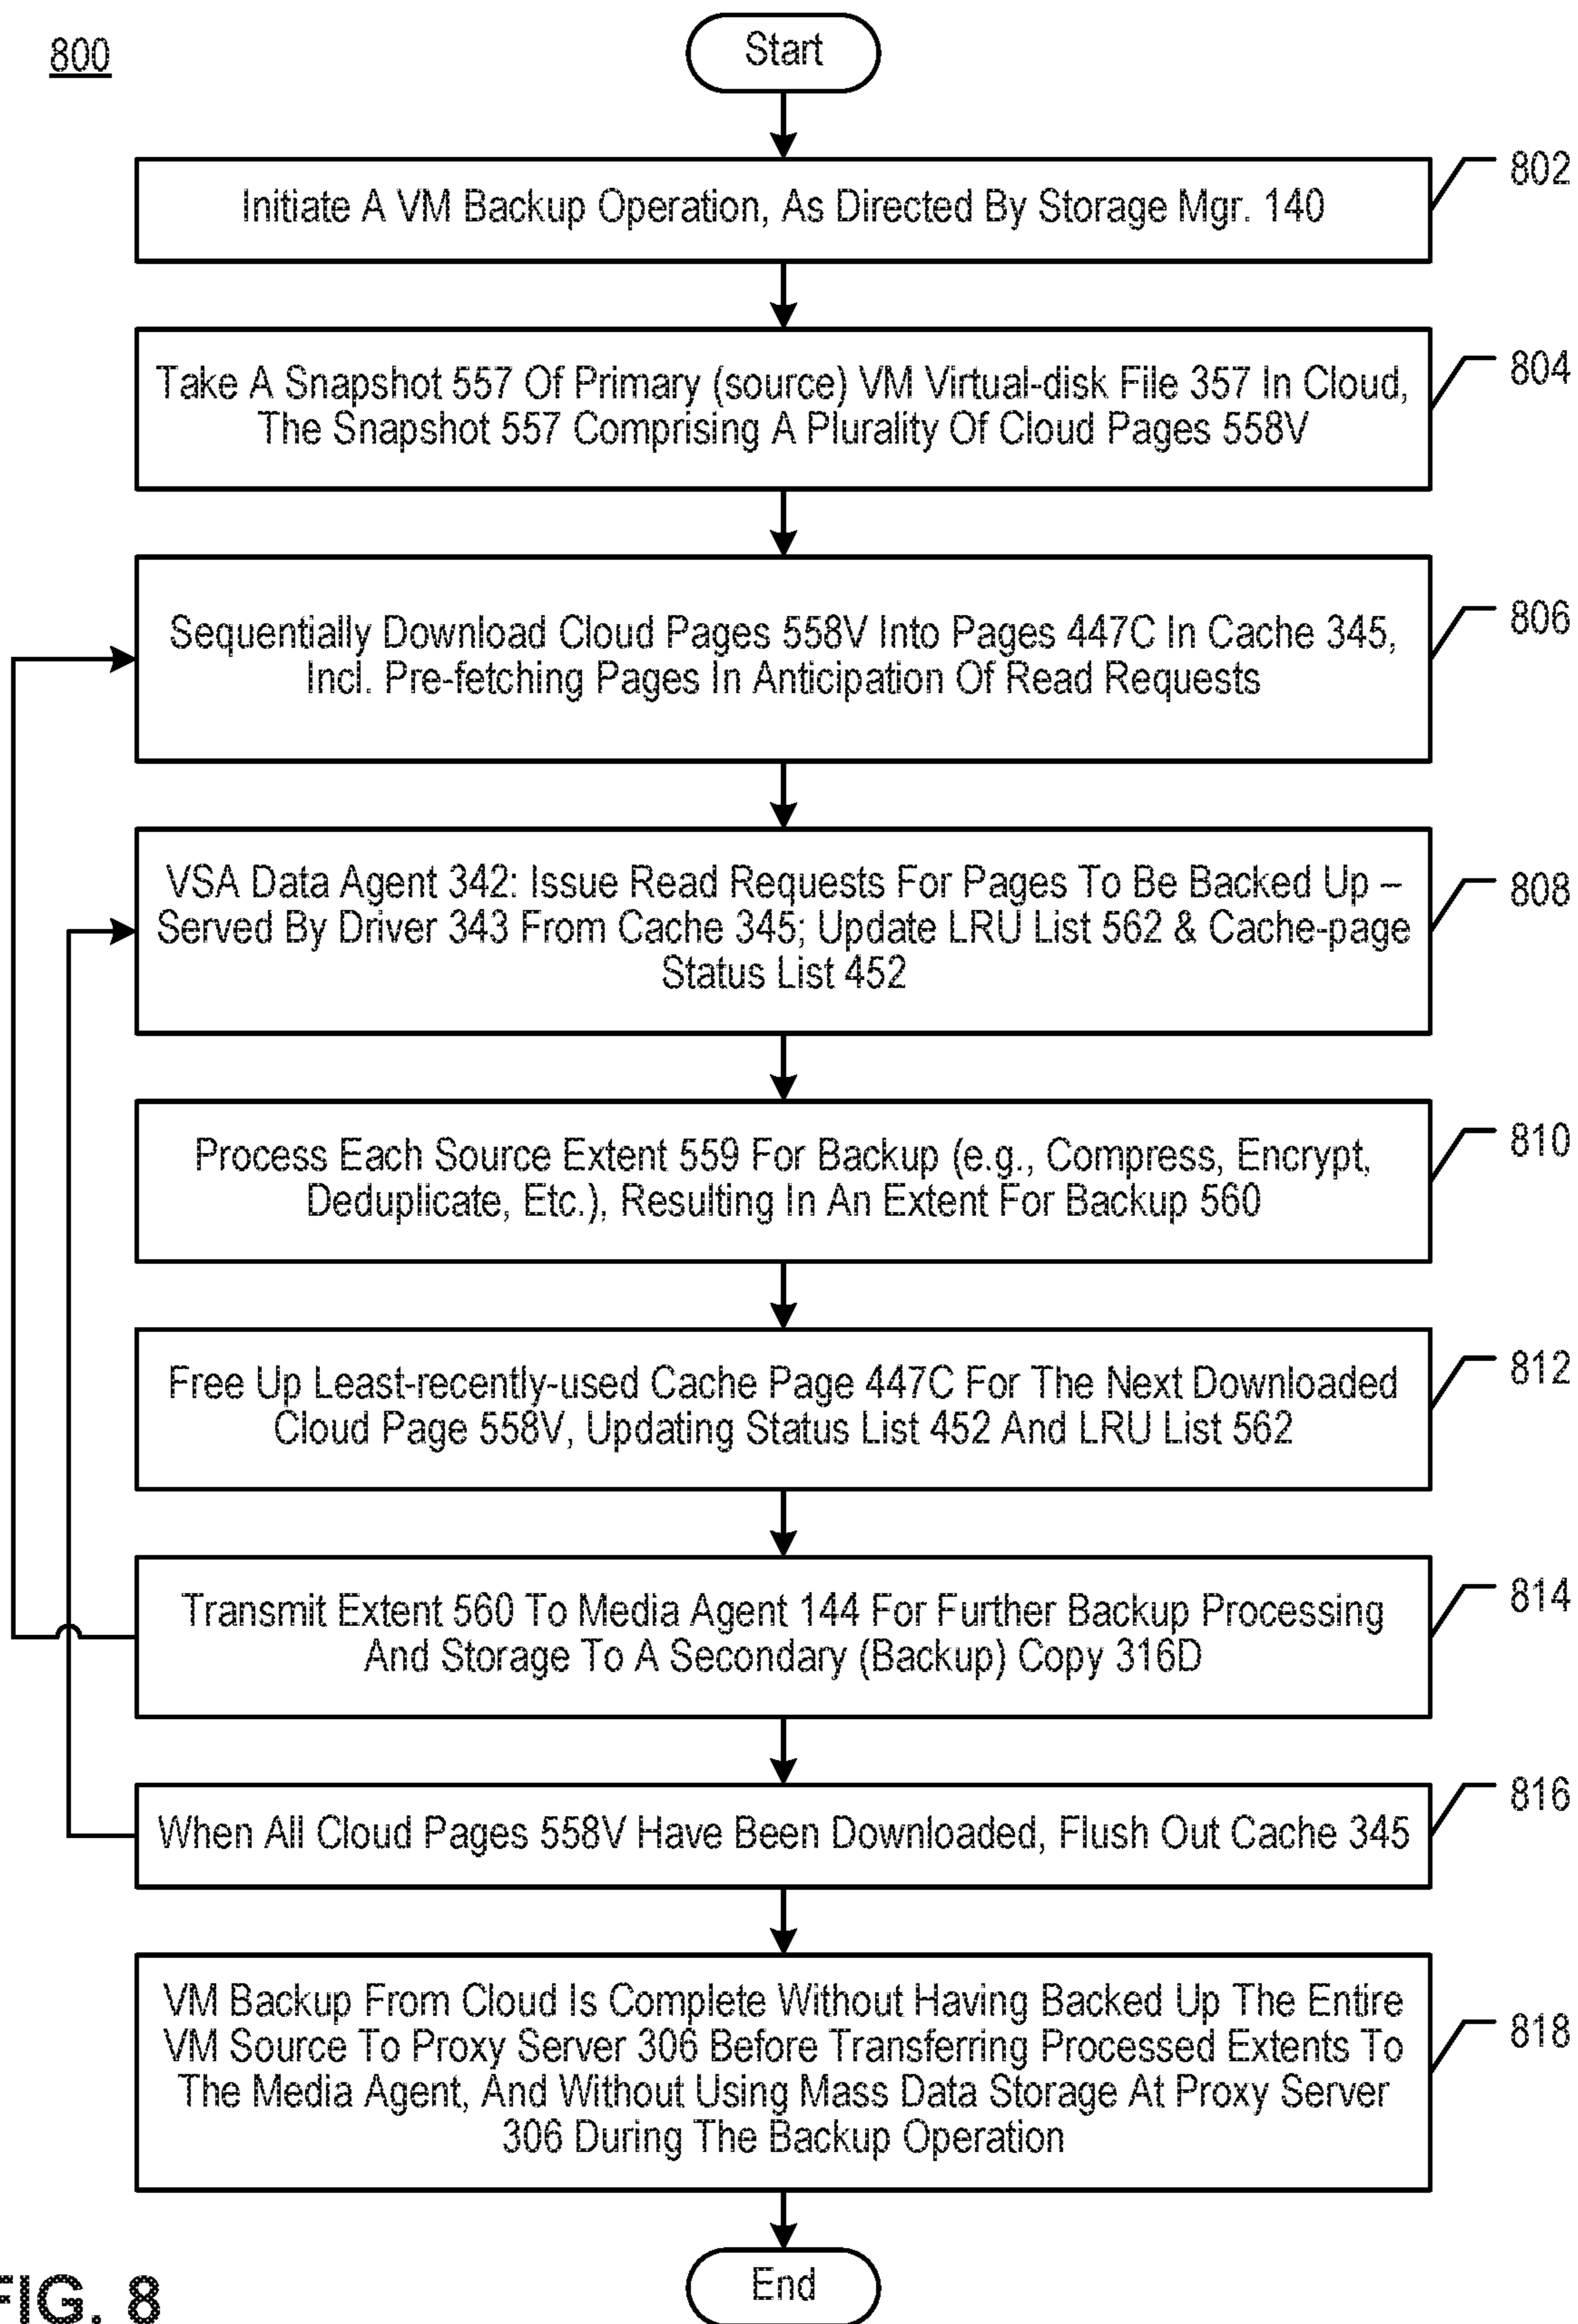 800
Start
802
Initiate A VM Backup Operation, As Directed By Storage Mgr. 140
804
Take A Snapshot 557 Of Primary (source) VM Virtual-disk File 357 In Cloud,
The Snapshot 557 Comprising A Plurality Of Cloud Pages 558V
806
Sequentially Download Cloud Pages 558V Into Pages 447C In Cache 345,
Incl. Pre-fetching Pages In Anticipation Of Read Requests
808
VSA Data Agent 342: Issue Read Requests For Pages To Be Backed Up –
Served By Driver 343 From Cache 345; Update LRU List 562 & Cache-page
Status List 452
810
Process Each Source Extent 559 For Backup (e.g., Compress, Encrypt,
Deduplicate, Etc.), Resulting In An Extent For Backup 560
812
Free Up Least-recently-used Cache Page 447C For The Next Downloaded
Cloud Page 558V, Updating Status List 452 And LRU List 562
814
Transmit Extent 560 To Media Agent 144 For Further Backup Processing
And Storage To A Secondary (Backup) Copy 316D
816
When All Cloud Pages 558V Have Been Downloaded, Flush Out Cache 345
818
VM Backup From Cloud Is Complete Without Having Backed Up The Entire
VM Source To Proxy Server 306 Before Transferring Processed Extents To
The Media Agent, And Without Using Mass Data Storage At Proxy Server
306 During The Backup Operation
End
FIG. 8